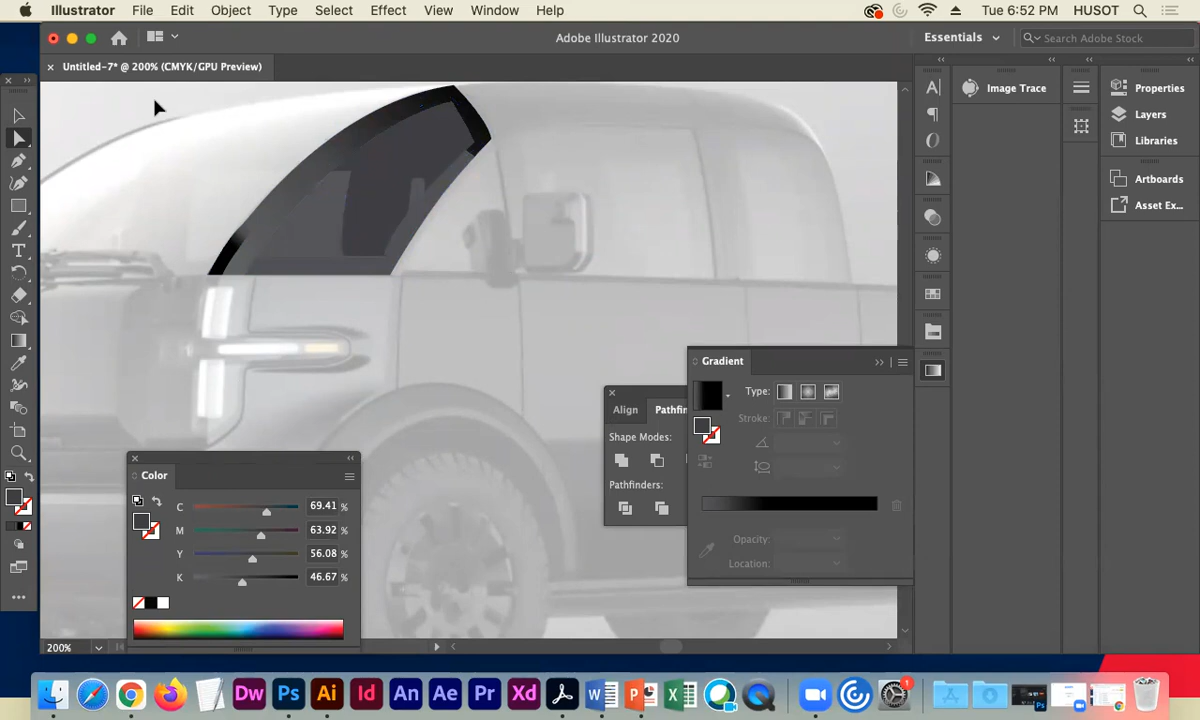 Illustrator File Edit Object Type Select Effect View Window Help Tue 6:52 PM HUSOT
Adobe Illustrator 2020 Essentials Search Adobe Stock
Untitled-7* @ 200% (CMYK/GPU Preview)
Image Trace
Properties
Layers
Libraries
Artboards
Asset Ex...
Gradient
Type:
Stroke:
Opacity:
Location:
Align Pathfin
Shape Modes:
Pathfinders:
Color
C 69.41 %
M 63.92 %
Y 56.08 %
K 46.67 %
200%
Dw Ps Ai Id An Ae Pr Xd W P X 1